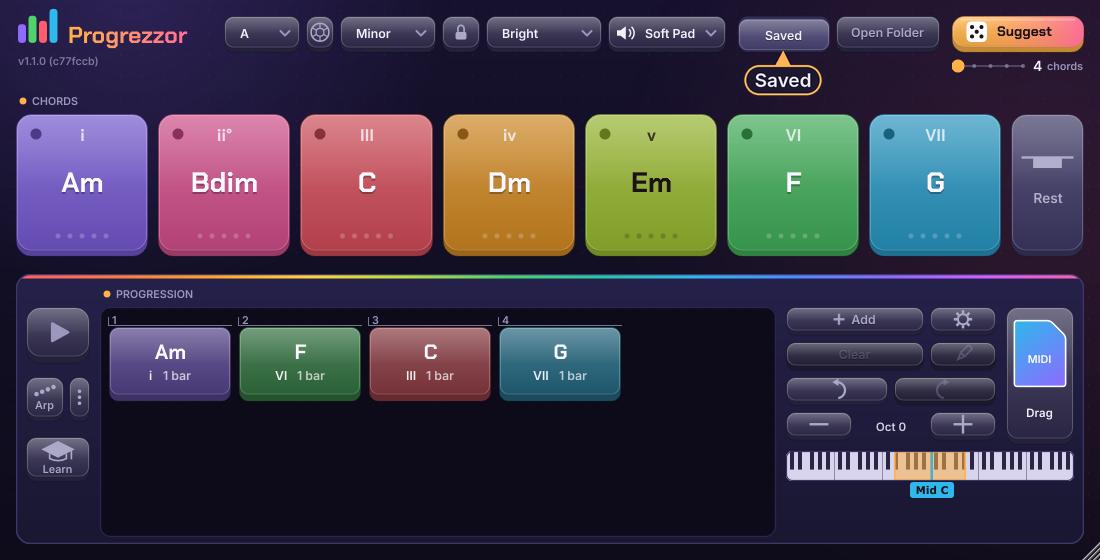 Progrezzor
v1.1.0 (c77fccb)
A
Minor
Bright
Soft Pad
Saved
Open Folder
Suggest
Saved
4 chords
CHORDS
i
Am
ii°
Bdim
III
C
iv
Dm
v
Em
VI
F
VII
G
Rest
PROGRESSION
1
Am
i 1 bar
2
F
VI 1 bar
3
C
III 1 bar
4
G
VII 1 bar
Arp
Learn
Add
Clear
Oct 0
Mid C
MIDI
Drag